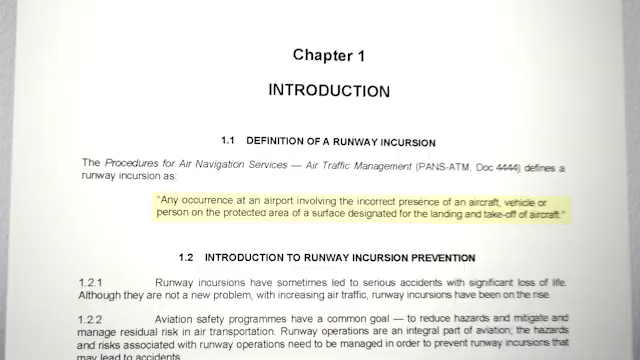 Chapter 1
INTRODUCTION
1.1 DEFINITION OF A RUNWAY INCURSION
The Procedures for Air Navigation Services — Air Traffic Management (PANS-ATM, Doc 4444) defines a
runway incursion as:
"Any occurrence at an airport involving the incorrect presence of an aircraft, vehicle or
person on the protected area of a surface designated for the landing and take-off of aircraft."
1.2 INTRODUCTION TO RUNWAY INCURSION PREVENTION
1.2.1 Runway incursions have sometimes led to serious accidents with significant loss of life.
Although they are not a new problem, with increasing air traffic, runway incursions have been on the rise.
1.2.2 Aviation safety programmes have a common goal — to reduce hazards and mitigate and
manage residual risk in air transportation. Runway operations are an integral part of aviation; the hazards
and risks associated with runway operations need to be managed in order to prevent runway incursions that
may lead to accidents.